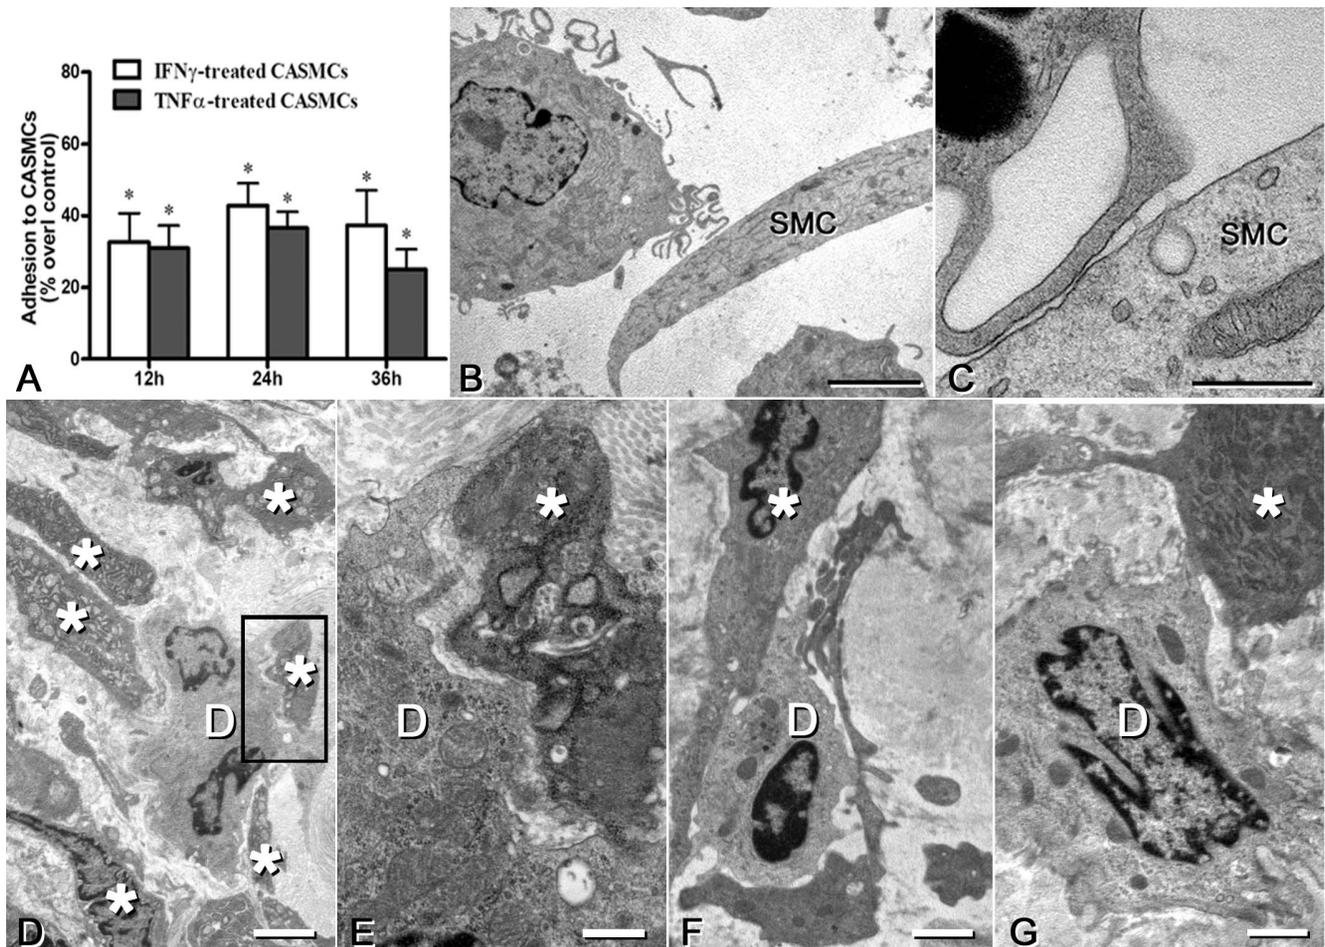 80
60
40
20
0
Adhesion to CASMCs
(% overl control)
IFNγ-treated CASMCs
TNFα-treated CASMCs
* * * * * *
12h 24h 36h
A
SMC
B
SMC
C
*
*
*
*
D
*
*
D
*
D
E
*
D
F
*
D
G